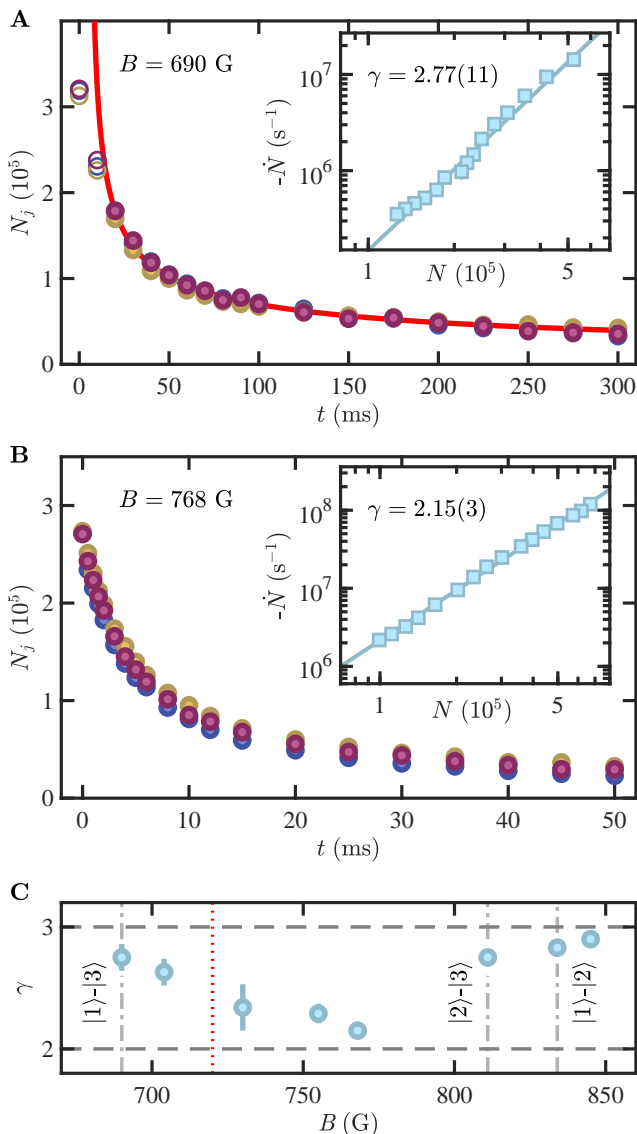 A
B = 690 G
γ = 2.77(11)
-Ṅ (s⁻¹)
10⁷
10⁶
1
5
N (10⁵)
N_j (10⁵)
3
2
1
0
0
50
100
150
200
250
300
t (ms)
B
B = 768 G
γ = 2.15(3)
-Ṅ (s⁻¹)
10⁸
10⁷
10⁶
1
5
N (10⁵)
N_j (10⁵)
3
2
1
0
0
10
20
30
40
50
t (ms)
C
γ
3
2
|1⟩-|3⟩
|2⟩-|3⟩
|1⟩-|2⟩
700
750
800
850
B (G)